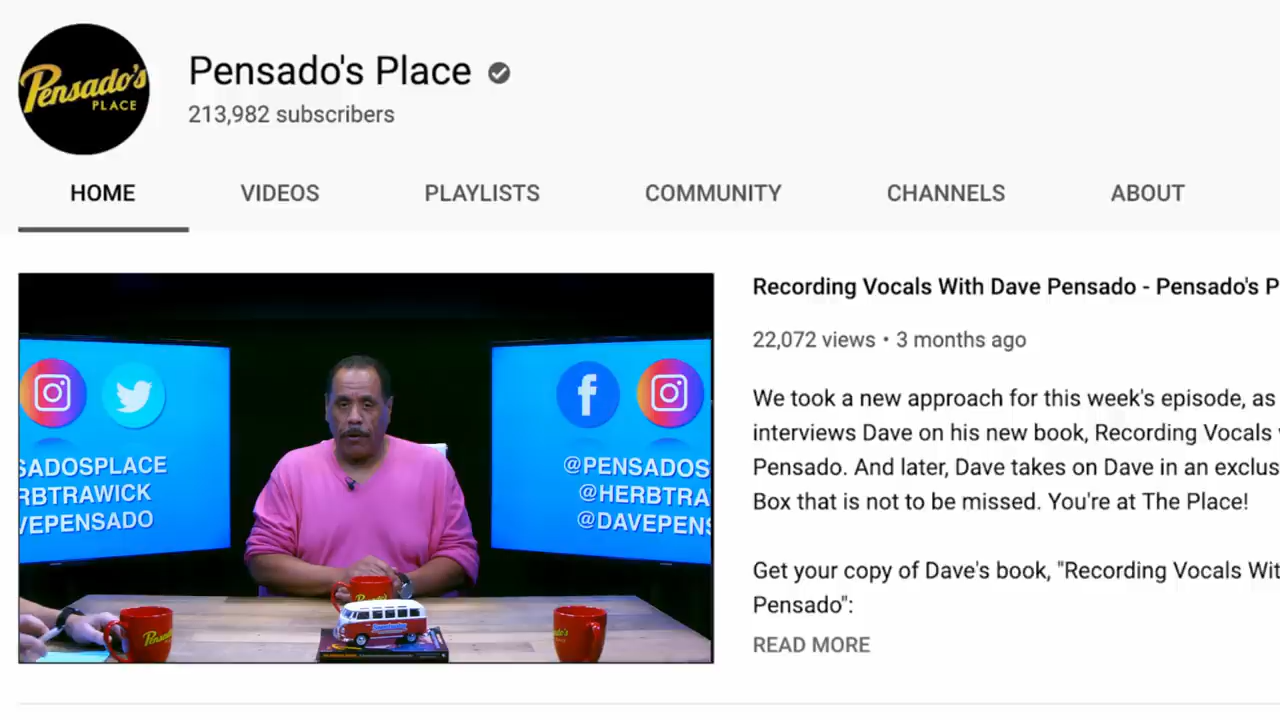 Pensado's
PLACE
Pensado's Place
213,982 subscribers
HOME
VIDEOS
PLAYLISTS
COMMUNITY
CHANNELS
ABOUT
SADOSPLACE
RBTRAWICK
VEPENSADO
@PENSADOS
@HERBTRA
@DAVEPENS
Pensado's
Recording Vocals With Dave Pensado - Pensado's P
22,072 views • 3 months ago
We took a new approach for this week's episode, as
interviews Dave on his new book, Recording Vocals
Pensado. And later, Dave takes on Dave in an exclus
Box that is not to be missed. You're at The Place!
Get your copy of Dave's book, "Recording Vocals Wit
Pensado":
READ MORE